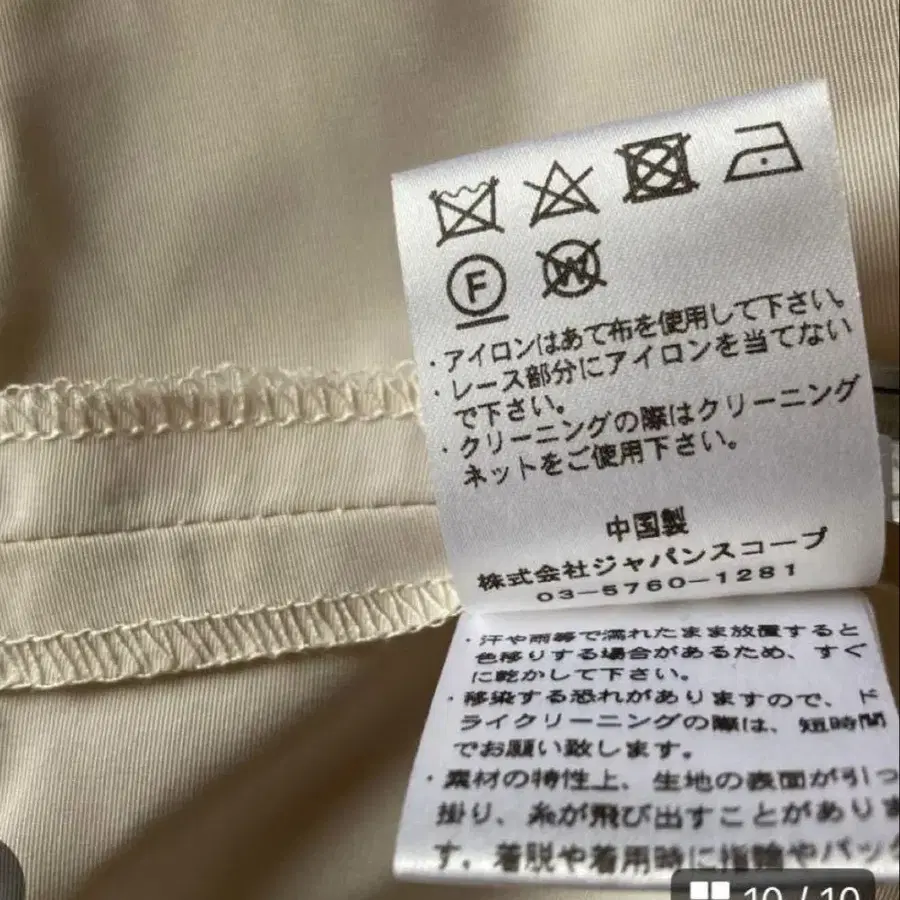 F
W
・アイロンはあて布を使用して下さい。
・レース部分にアイロンを当てない
で下さい。
・クリーニングの際はクリーニング
ネットをご使用下さい。
中国製
株式会社ジャパンスコープ
03-5760-1281
・汗や雨等で濡れたまま放置すると
色移りする場合があるため、すぐ
に乾かして下さい。
・移染する恐れがありますので、ド
ライクリーニングの際は、短時間
でお願い致します。
・素材の特性上、生地の表面が引っ
掛り、糸が飛び出すことがありま
す。着脱や着用時に指輪やバッグ
10 / 10